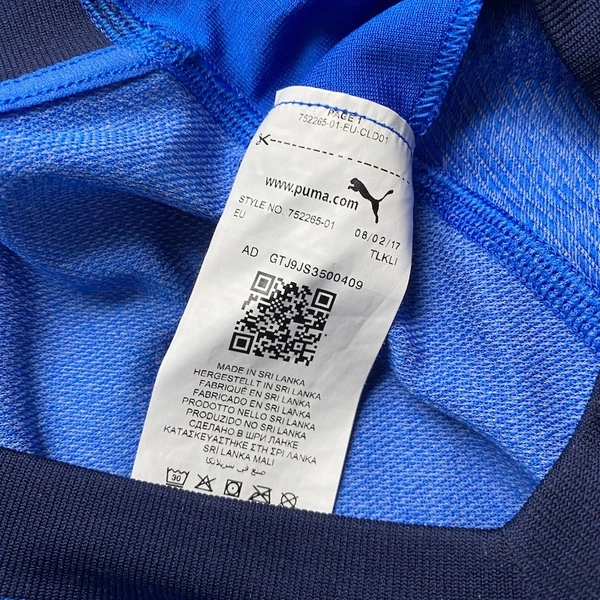 PAGE 1
752265-01-EU-CLD01
www.puma.com
STYLE NO. 752265-01
EU
08/02/17
TLKLI
AD GTJ9JS3500409
MADE IN SRI LANKA
HERGESTELLT IN SRI LANKA
FABRIQUÉ EN SRI LANKA
FABRICADO EN SRI LANKA
PRODOTTO NELLO SRI LANKA
PRODUZIDO NO SRI LANKA
СДЕЛАНО В ШРИ ЛАНКЕ
ΚΑΤΑΣΚΕΥΑΣΤΗΚΕ ΣΤΗ ΣΡΙ ΛΑΝΚΑ
SRI LANKA MALI
صنع في سريلانكا
30